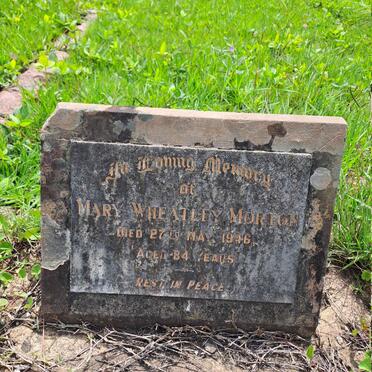 In Loving Memory
of
MARY WHEATLEY MORTON
DIED 27TH MAY 1946
AGED 84 YEARS
REST IN PEACE